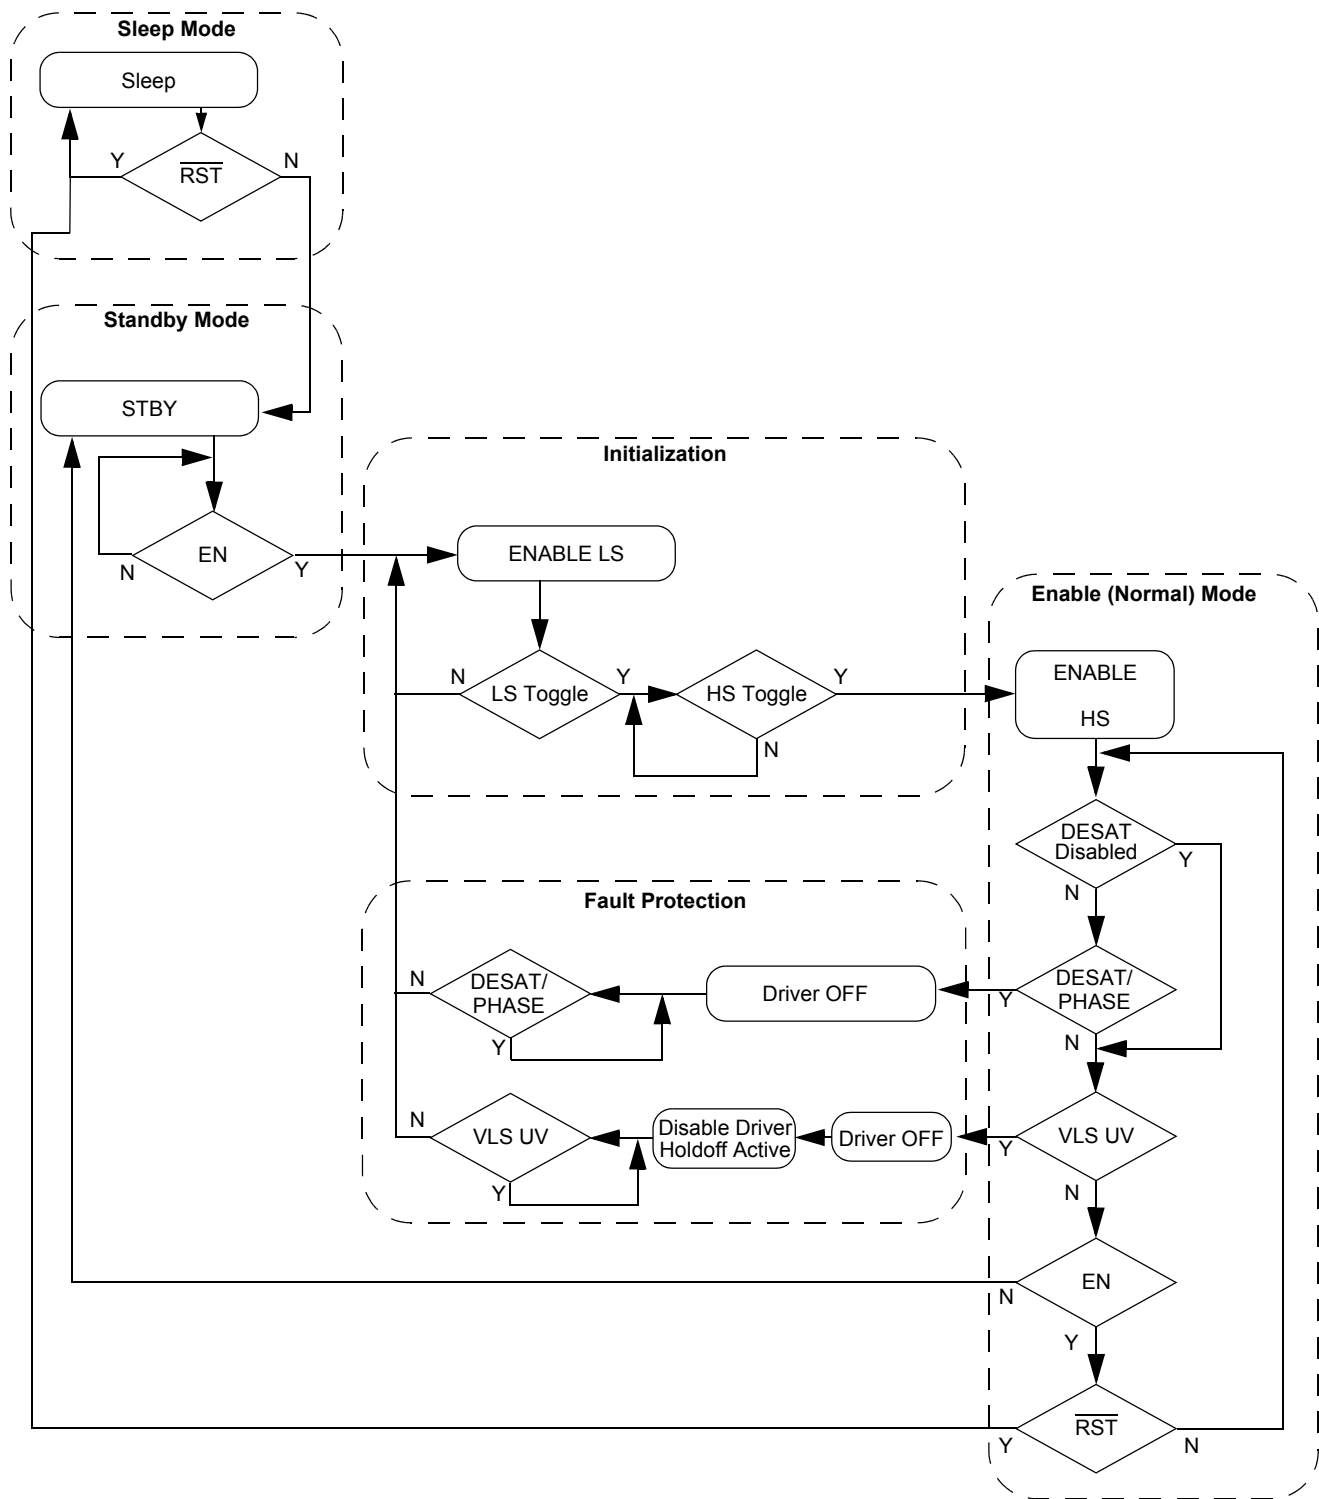 Sleep Mode
Sleep
Y
RST
N
Standby Mode
STBY
EN
N
Y
Initialization
ENABLE LS
N
LS Toggle
Y
HS Toggle
Y
N
Enable (Normal) Mode
ENABLE
HS
DESAT
Disabled
Y
N
DESAT/
PHASE
Y
N
VLS UV
Y
N
EN
N
Y
RST
Y
N
Fault Protection
N
DESAT/
PHASE
Y
Driver OFF
N
VLS UV
Y
Disable Driver
Holdoff Active
Driver OFF